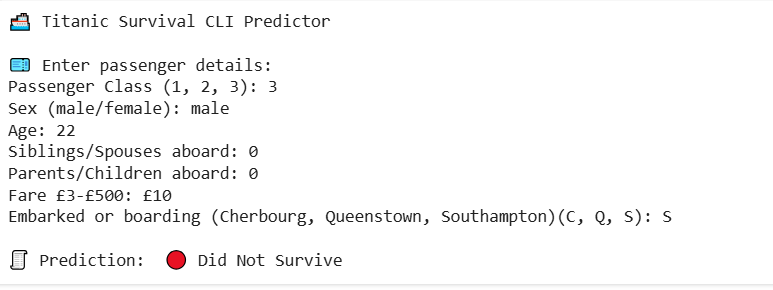 Titanic Survival CLI Predictor
Enter passenger details:
Passenger Class (1, 2, 3): 3
Sex (male/female): male
Age: 22
Siblings/Spouses aboard: 0
Parents/Children aboard: 0
Fare £3-£500: £10
Embarked or boarding (Cherbourg, Queenstown, Southampton)(C, Q, S): S
Prediction: 🔴 Did Not Survive